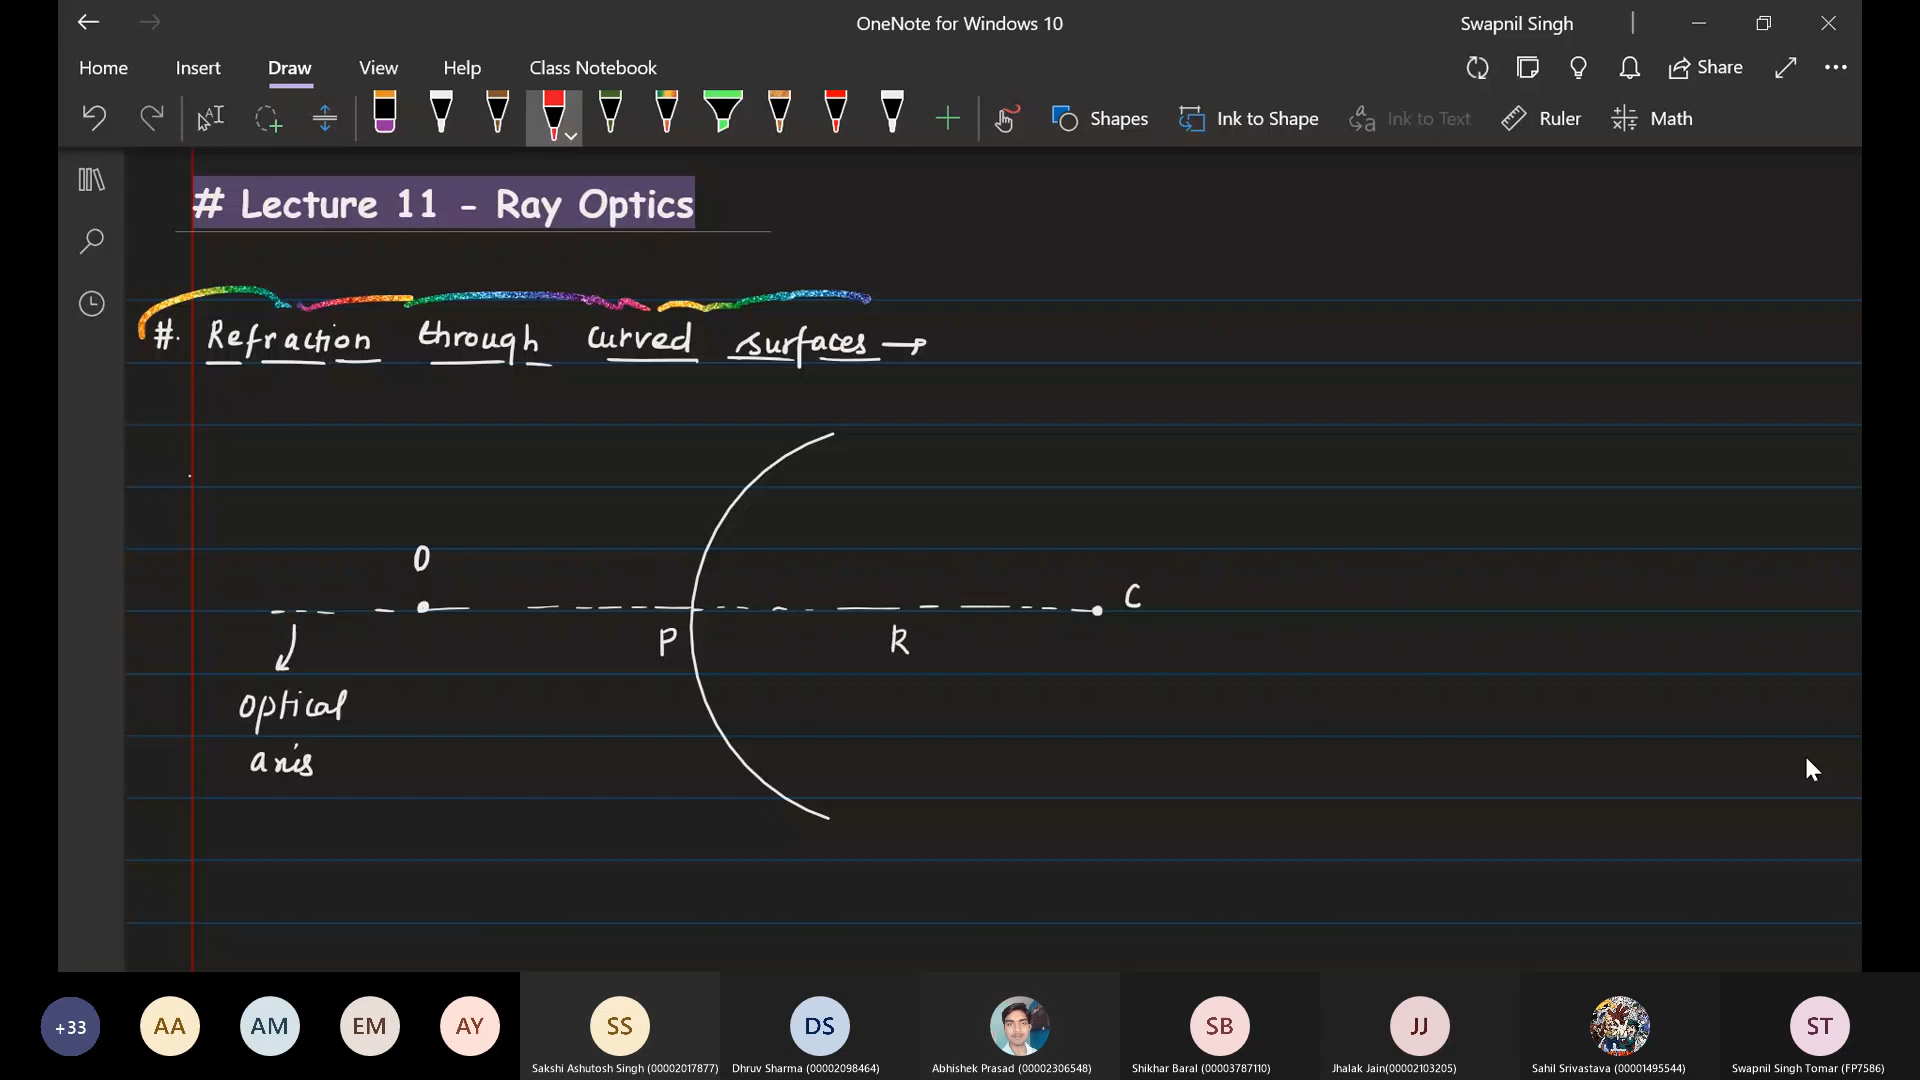 OneNote for Windows 10
Swapnil Singh
Home Insert Draw View Help Class Notebook
Share
Shapes Ink to Shape Ink to Text Ruler Math
# Lecture 11 - Ray Optics
#. Refraction through curved surfaces →
O
C
P R
optical
axis
+33 AA AM EM AY SS DS SB JJ ST
Sakshi Ashutosh Singh (00002017877) Dhruv Sharma (00002098464) Abhishek Prasad (00002306548) Shikhar Baral (00003787110) Jhalak Jain(00002103205) Sahil Srivastava (00001495544) Swapnil Singh Tomar (FP7586)